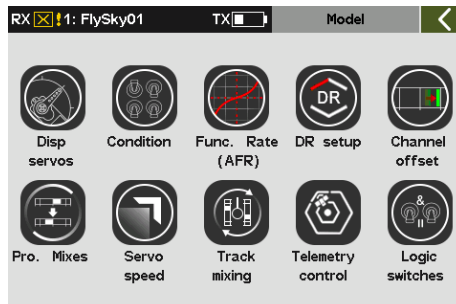 RX !1: FlySky01 TX Model
Disp servos
Condition
Func. Rate (AFR)
DR
DR setup
Channel offset
Pro. Mixes
Servo speed
Track mixing
Telemetry control
&
II
Logic switches